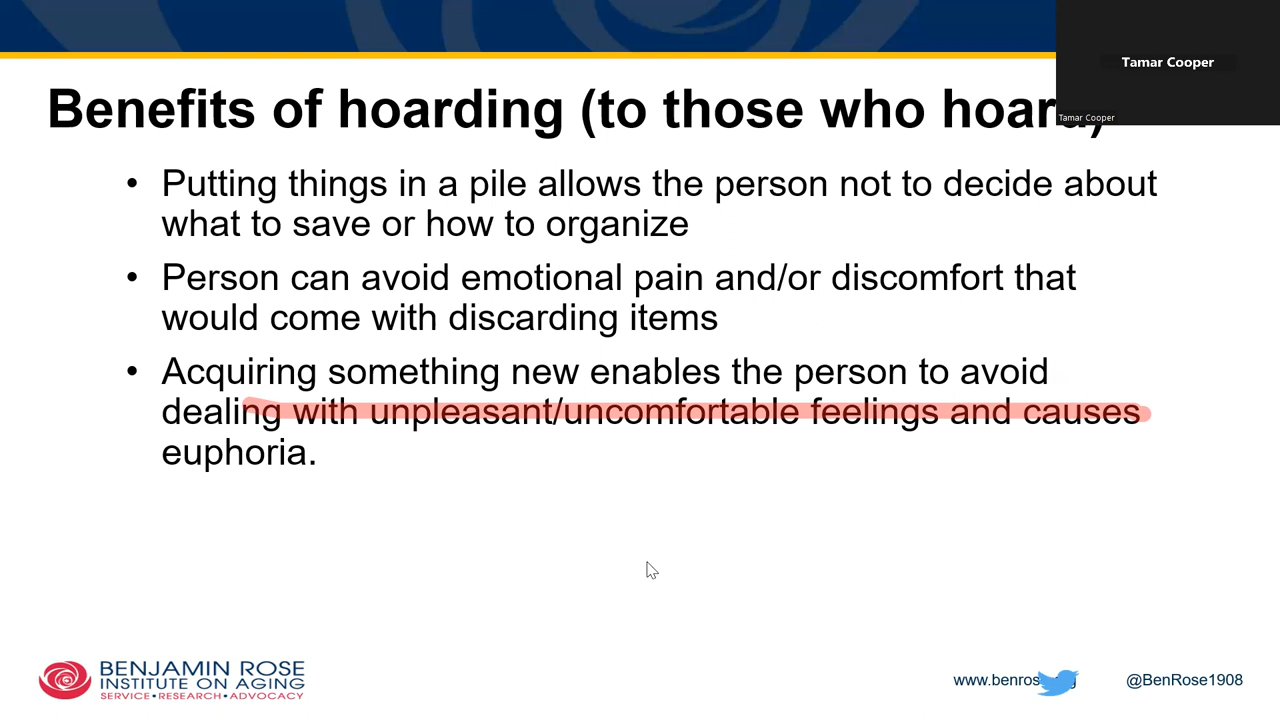 Tamar Cooper
Tamar Cooper
Benefits of hoarding (to those who hoard)
• Putting things in a pile allows the person not to decide about
what to save or how to organize
• Person can avoid emotional pain and/or discomfort that
would come with discarding items
• Acquiring something new enables the person to avoid
dealing with unpleasant/uncomfortable feelings and causes
euphoria.
BENJAMIN ROSE
INSTITUTE ON AGING
SERVICE•RESEARCH•ADVOCACY
@BenRose1908